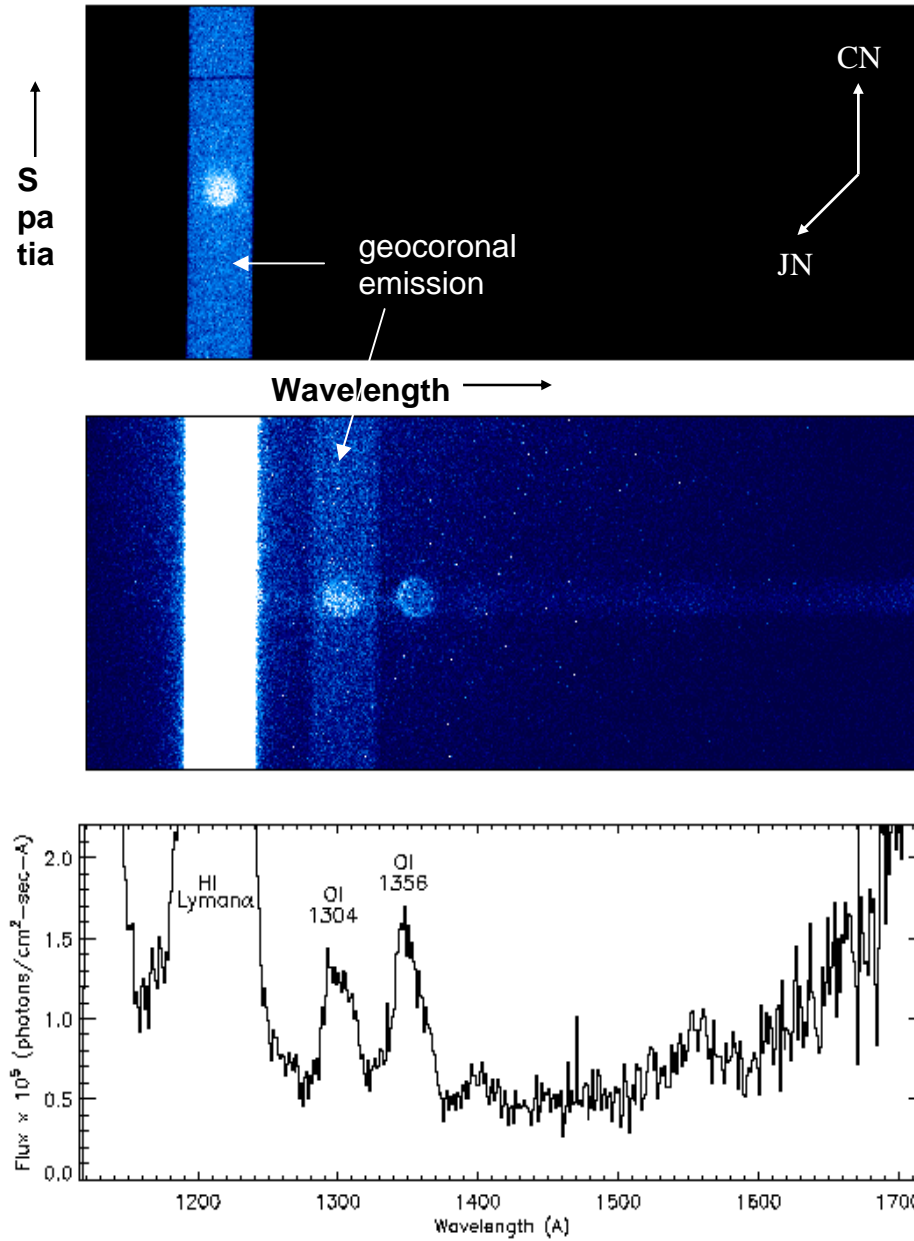 CN
S
pa
tia
geocoronal
emission
JN
Wavelength
2.0
1.5
1.0
0.5
0.0
Flux × 10⁵ (photons/cm²-sec-A)
HI
Lymanα
OI
1304
OI
1356
1200
1300
1400
1500
1600
1700
Wavelength (A)